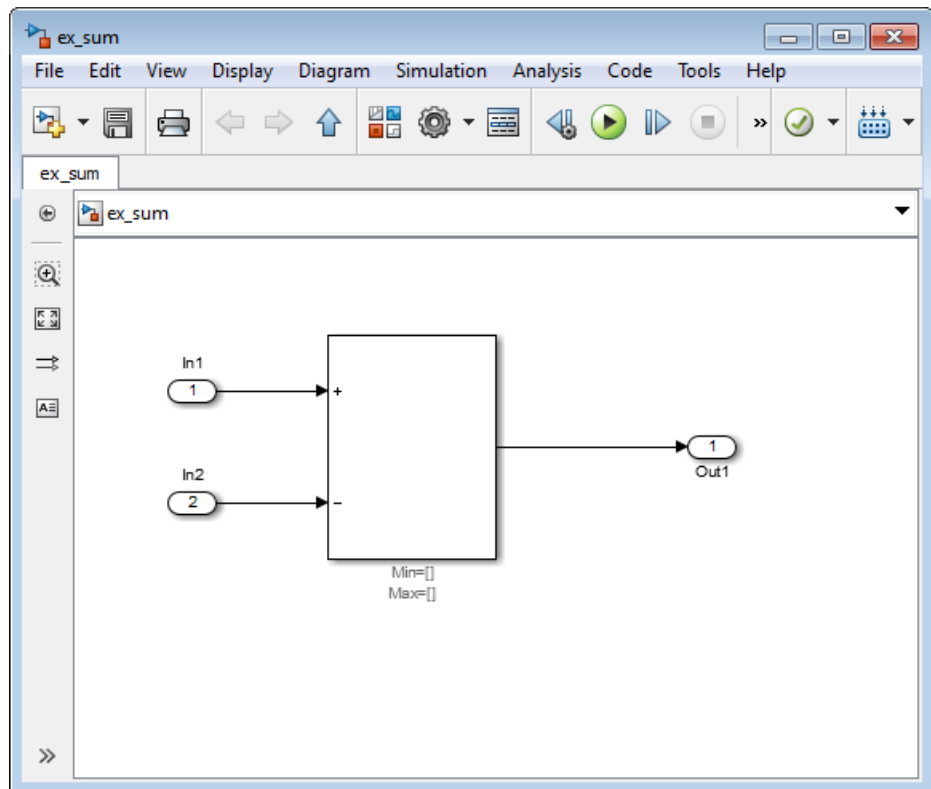 ex_sum
File Edit View Display Diagram Simulation Analysis Code Tools Help
»
ex_sum
ex_sum
A
In1
1
+
In2
2
−
1
Out1
Min=[]
Max=[]
»